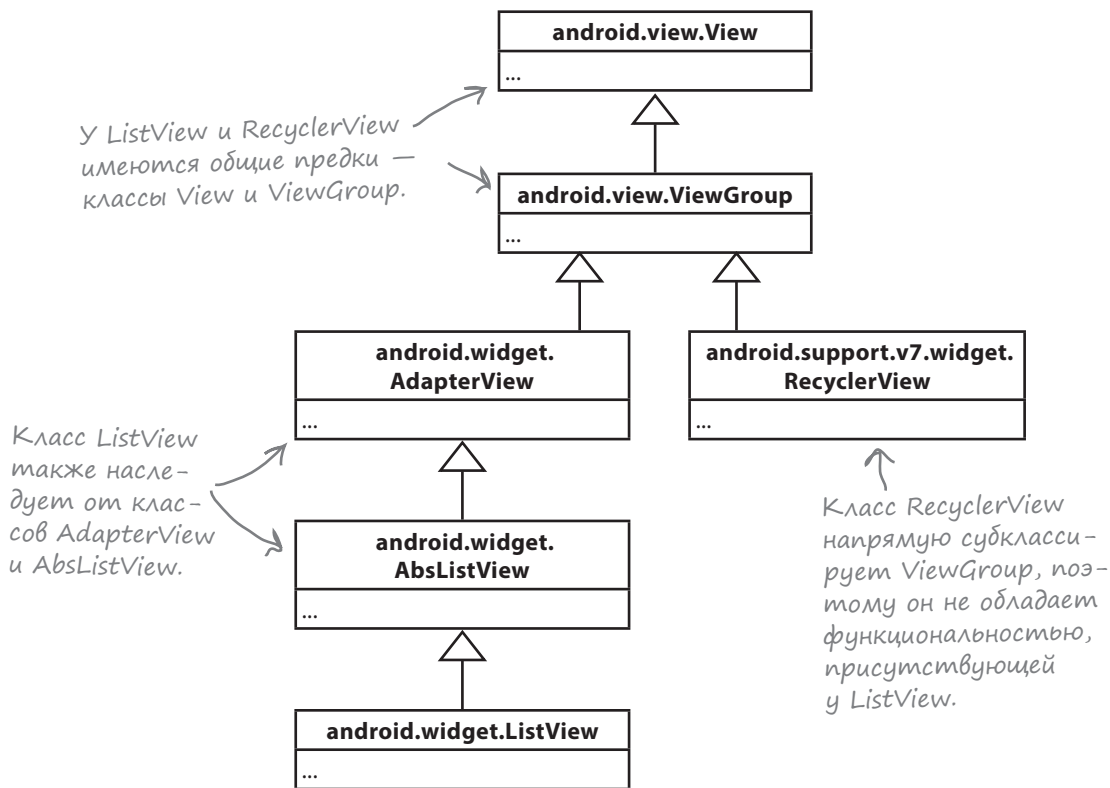 android.view.View
...
У ListView и RecyclerView
имеются общие предки —
классы View и ViewGroup.
android.view.ViewGroup
...
android.widget.
AdapterView
...
android.support.v7.widget.
RecyclerView
...
Класс ListView
также насле-
дует от клас-
сов AdapterView
и AbsListView.
android.widget.
AbsListView
...
Класс RecyclerView
напрямую субкласси-
рует ViewGroup, поэ-
тому он не обладает
функциональностью,
присутствующей
у ListView.
android.widget.ListView
...